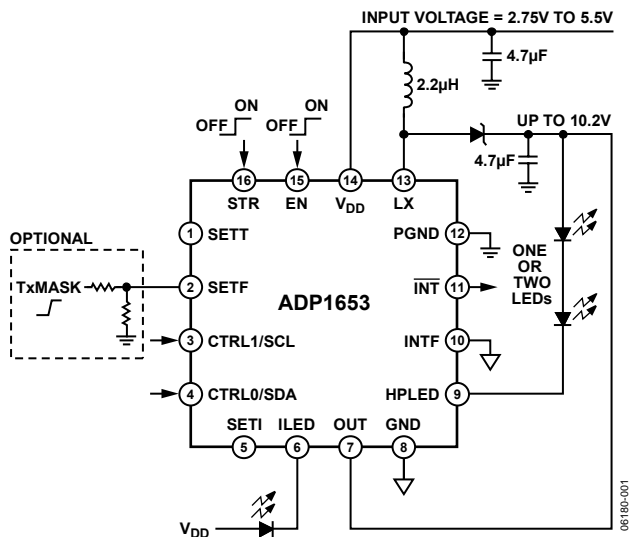 INPUT VOLTAGE = 2.75V TO 5.5V
4.7µF
2.2µH
ON
OFF
ON
OFF
UP TO 10.2V
4.7µF
16
15
14
13
STR
EN
VDD
LX
OPTIONAL
TxMASK
1
SETT
2
SETF
3
CTRL1/SCL
4
CTRL0/SDA
ADP1653
PGND
12
INT
11
INTF
10
HPLED
9
ONE
OR
TWO
LEDs
SETI
ILED
OUT
GND
5
6
7
8
VDD
06180-001